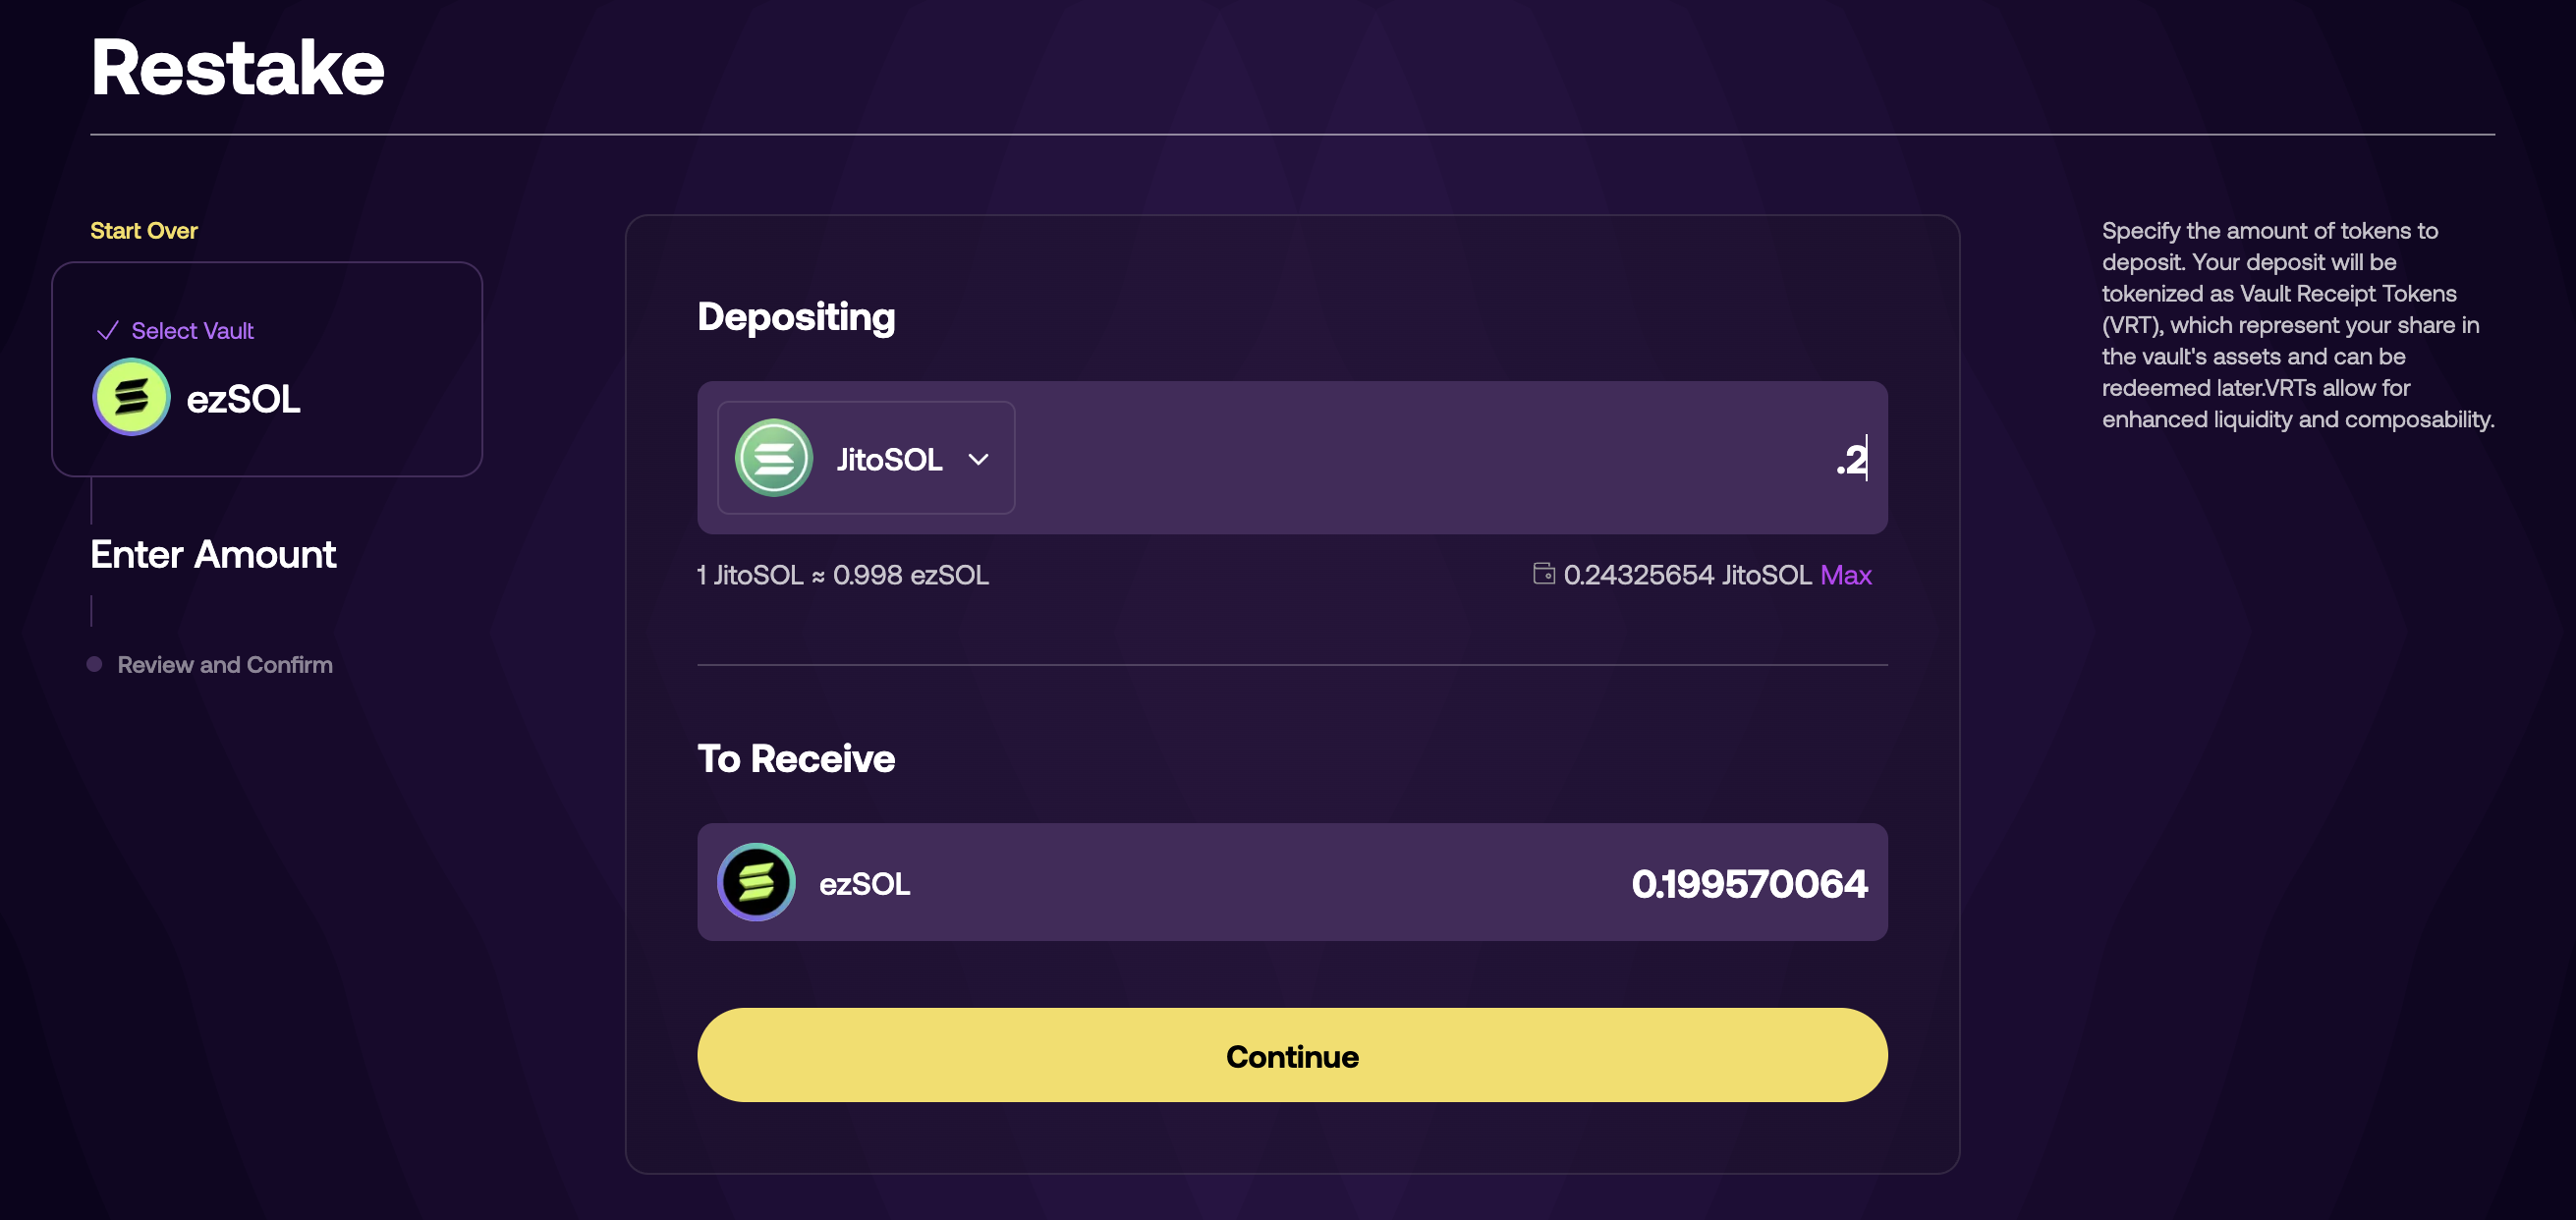 Restake
Start Over
Select Vault
ezSOL
Enter Amount
Review and Confirm
Depositing
JitoSOL
.2
1 JitoSOL ≈ 0.998 ezSOL
0.24325654 JitoSOL Max
To Receive
ezSOL
0.199570064
Continue
Specify the amount of tokens to
deposit. Your deposit will be
tokenized as Vault Receipt Tokens
(VRT), which represent your share in
the vault's assets and can be
redeemed later.VRTs allow for
enhanced liquidity and composability.